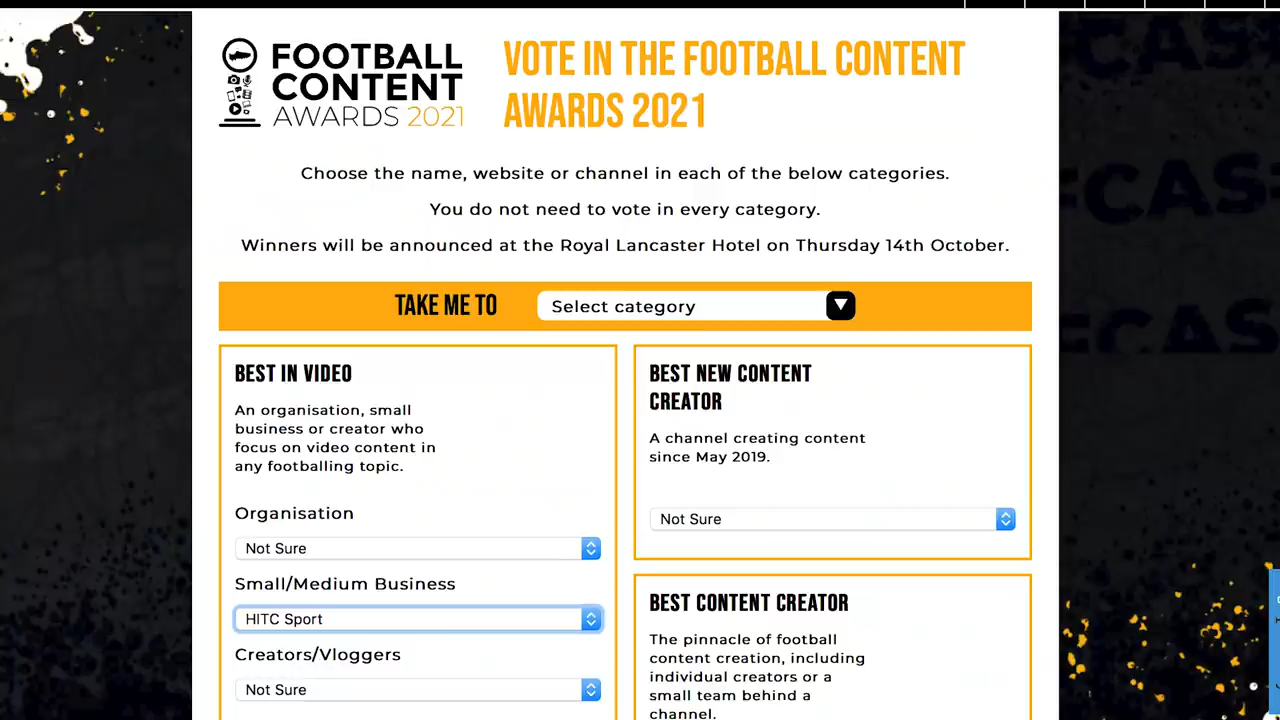 FOOTBALL
CONTENT
AWARDS 2021
VOTE IN THE FOOTBALL CONTENT
AWARDS 2021
Choose the name, website or channel in each of the below categories.
You do not need to vote in every category.
Winners will be announced at the Royal Lancaster Hotel on Thursday 14th October.
TAKE ME TO
Select category
BEST IN VIDEO
An organisation, small
business or creator who
focus on video content in
any footballing topic.
Organisation
Not Sure
Small/Medium Business
HITC Sport
Creators/Vloggers
Not Sure
BEST NEW CONTENT
CREATOR
A channel creating content
since May 2019.
Not Sure
BEST CONTENT CREATOR
The pinnacle of football
content creation, including
individual creators or a
small team behind a
channel.